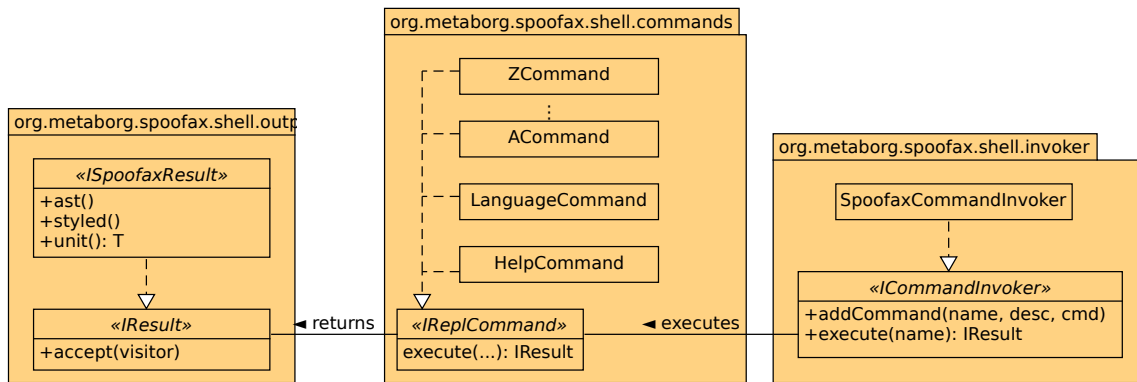 org.metaborg.spoofax.shell.outp
«ISpoofaxResult»
+ast()
+styled()
+unit(): T
«IResult»
+accept(visitor)
◄ returns
org.metaborg.spoofax.shell.commands
ZCommand
⋮
ACommand
LanguageCommand
HelpCommand
«IReplCommand»
execute(...): IResult
◄ executes
org.metaborg.spoofax.shell.invoker
SpoofaxCommandInvoker
«ICommandInvoker»
+addCommand(name, desc, cmd)
+execute(name): IResult